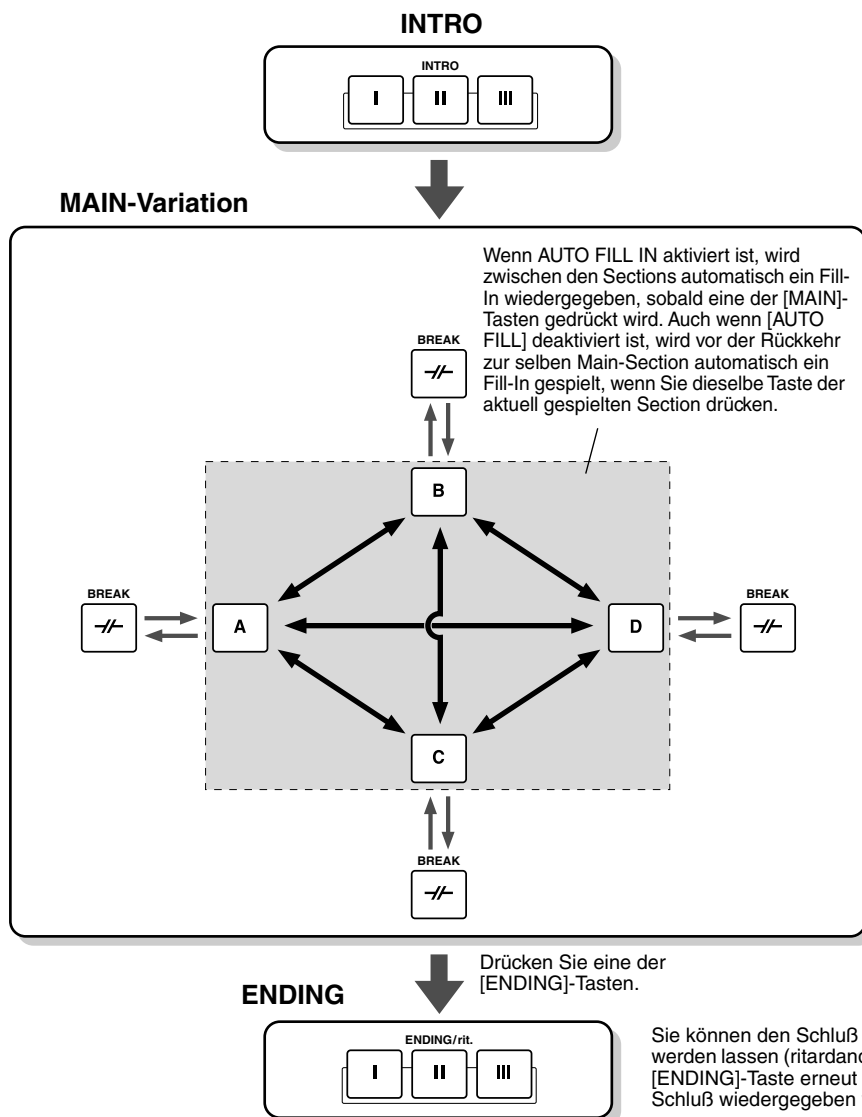 INTRO
INTRO
I II III
MAIN-Variation
Wenn AUTO FILL IN aktiviert ist, wird
zwischen den Sections automatisch ein Fill-
In wiedergegeben, sobald eine der [MAIN]-
Tasten gedrückt wird. Auch wenn [AUTO
FILL] deaktiviert ist, wird vor der Rückkehr
zur selben Main-Section automatisch ein
Fill-In gespielt, wenn Sie dieselbe Taste der
aktuell gespielten Section drücken.
BREAK
B
BREAK
A
D
BREAK
C
BREAK
Drücken Sie eine der
[ENDING]-Tasten.
ENDING
ENDING/rit.
I II III
Sie können den Schluß
werden lassen (ritardand
[ENDING]-Taste erneut
Schluß wiedergegeben